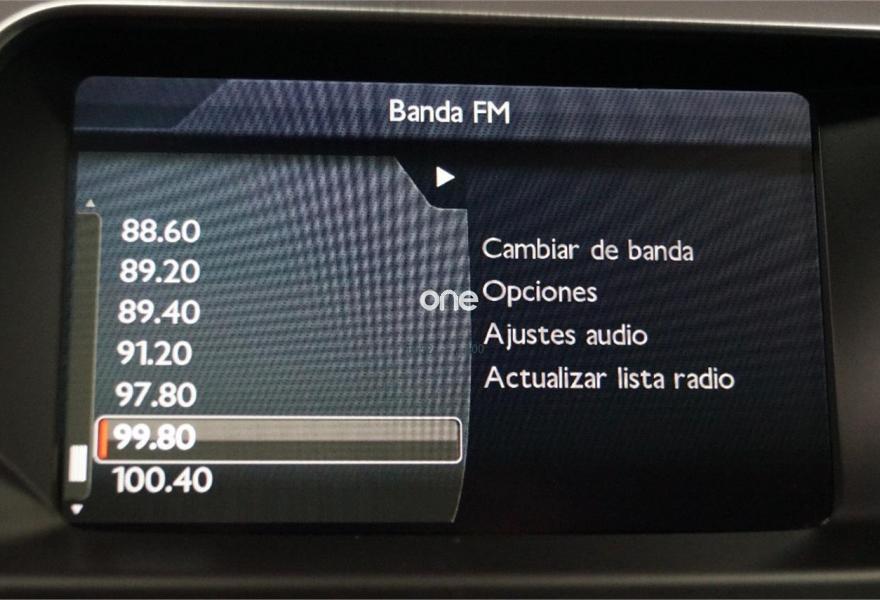 Banda FM
88.60
89.20
89.40
91.20
97.80
99.80
100.40
Cambiar de banda
Opciones
Ajustes audio
Actualizar lista radio
one